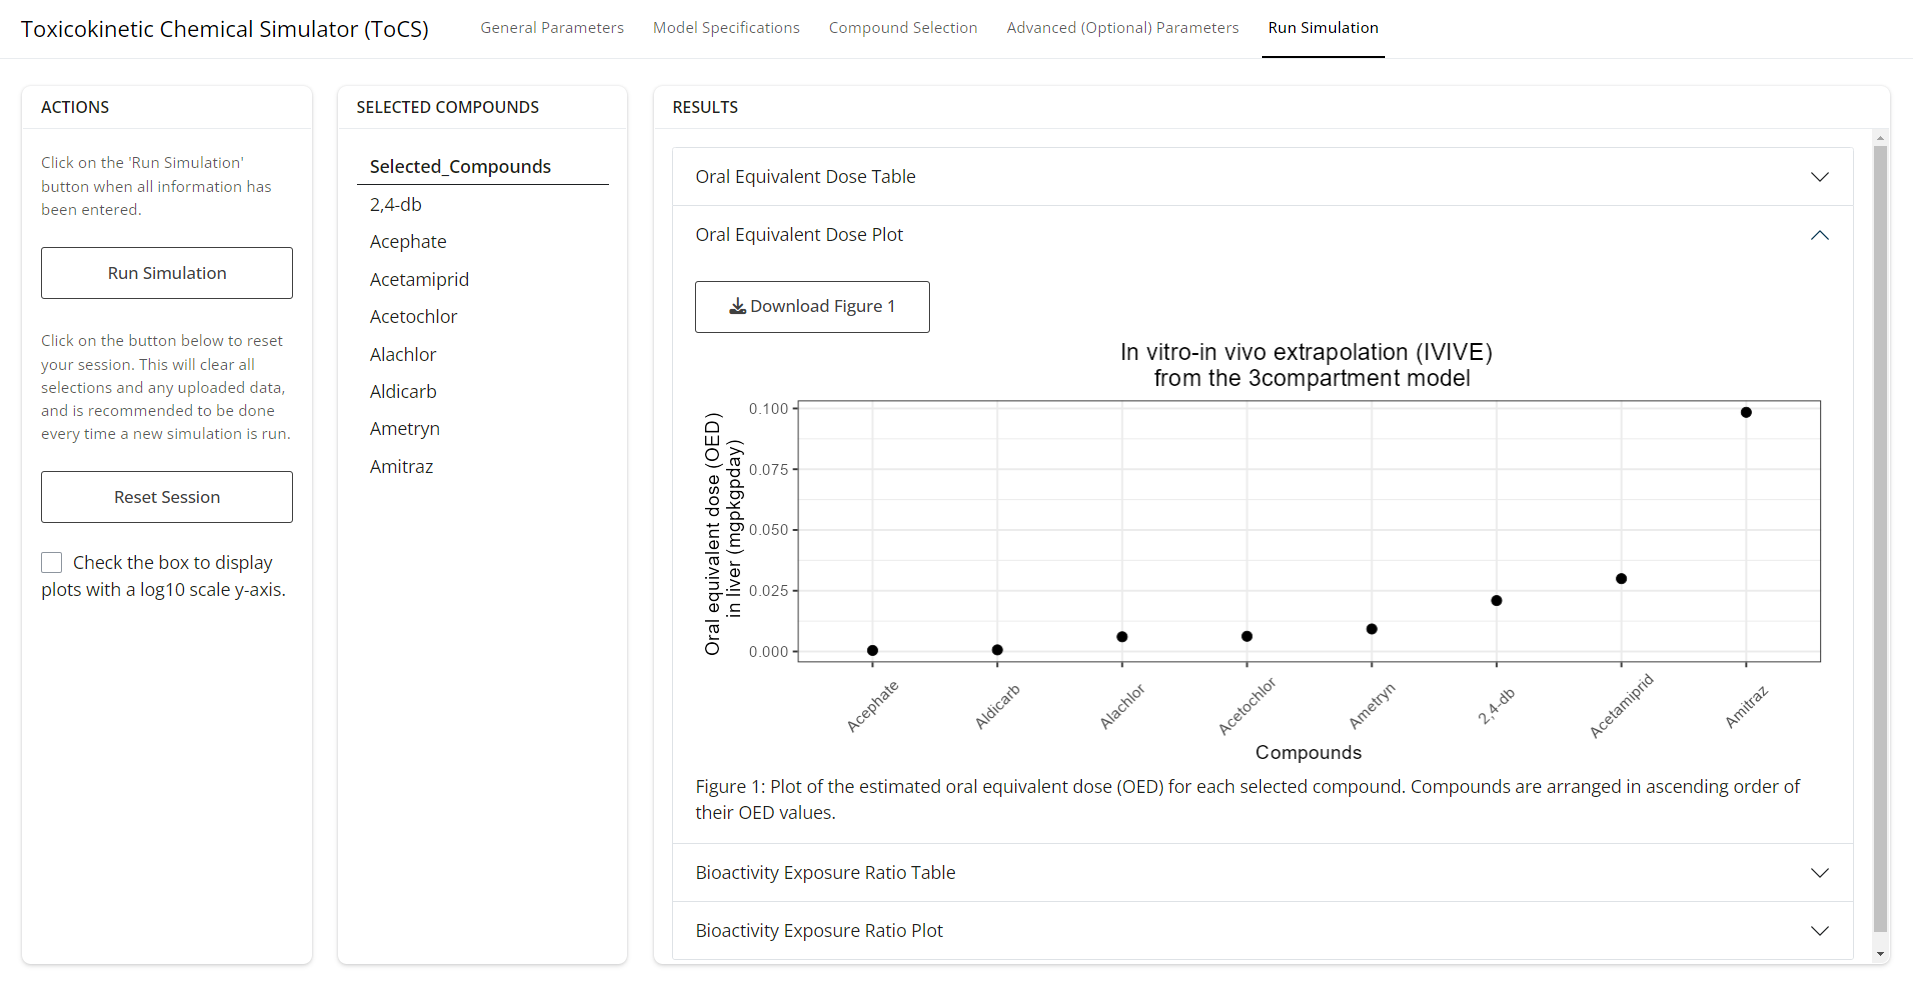 Toxicokinetic Chemical Simulator (ToCS)
General Parameters
Model Specifications
Compound Selection
Advanced (Optional) Parameters
Run Simulation
ACTIONS
Click on the 'Run Simulation'
button when all information has
been entered.
Run Simulation
Click on the button below to reset
your session. This will clear all
selections and any uploaded data,
and is recommended to be done
every time a new simulation is run.
Reset Session
Check the box to display
plots with a log10 scale y-axis.
SELECTED COMPOUNDS
Selected_Compounds
2,4-db
Acephate
Acetamiprid
Acetochlor
Alachlor
Aldicarb
Ametryn
Amitraz
RESULTS
Oral Equivalent Dose Table
Oral Equivalent Dose Plot
Download Figure 1
In vitro-in vivo extrapolation (IVIVE)
from the 3compartment model
Oral equivalent dose (OED)
in liver (mgpkgpday)
0.100
0.075
0.050
0.025
0.000
Acephate
Aldicarb
Alachlor
Acetochlor
Ametryn
2,4-db
Acetamiprid
Amitraz
Compounds
Figure 1: Plot of the estimated oral equivalent dose (OED) for each selected compound. Compounds are arranged in ascending order of
their OED values.
Bioactivity Exposure Ratio Table
Bioactivity Exposure Ratio Plot